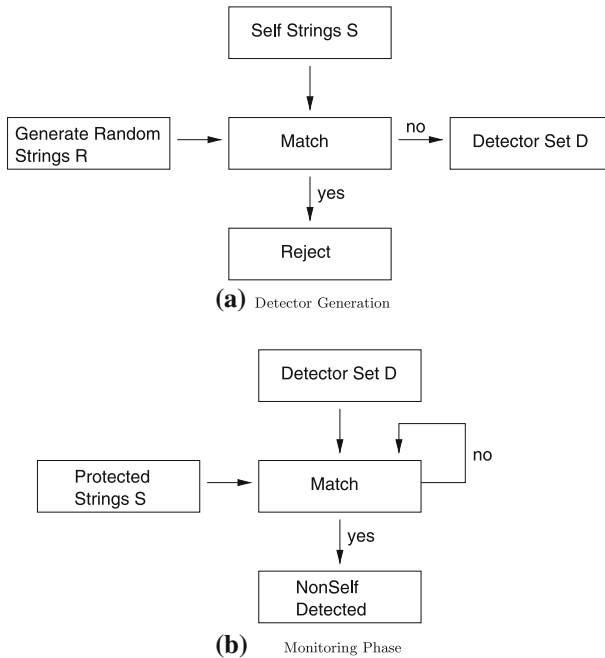 Self Strings S
Generate Random
Strings R
Match
no
Detector Set D
yes
Reject
(a) Detector Generation
Detector Set D
Protected
Strings S
Match
no
yes
NonSelf
Detected
(b) Monitoring Phase